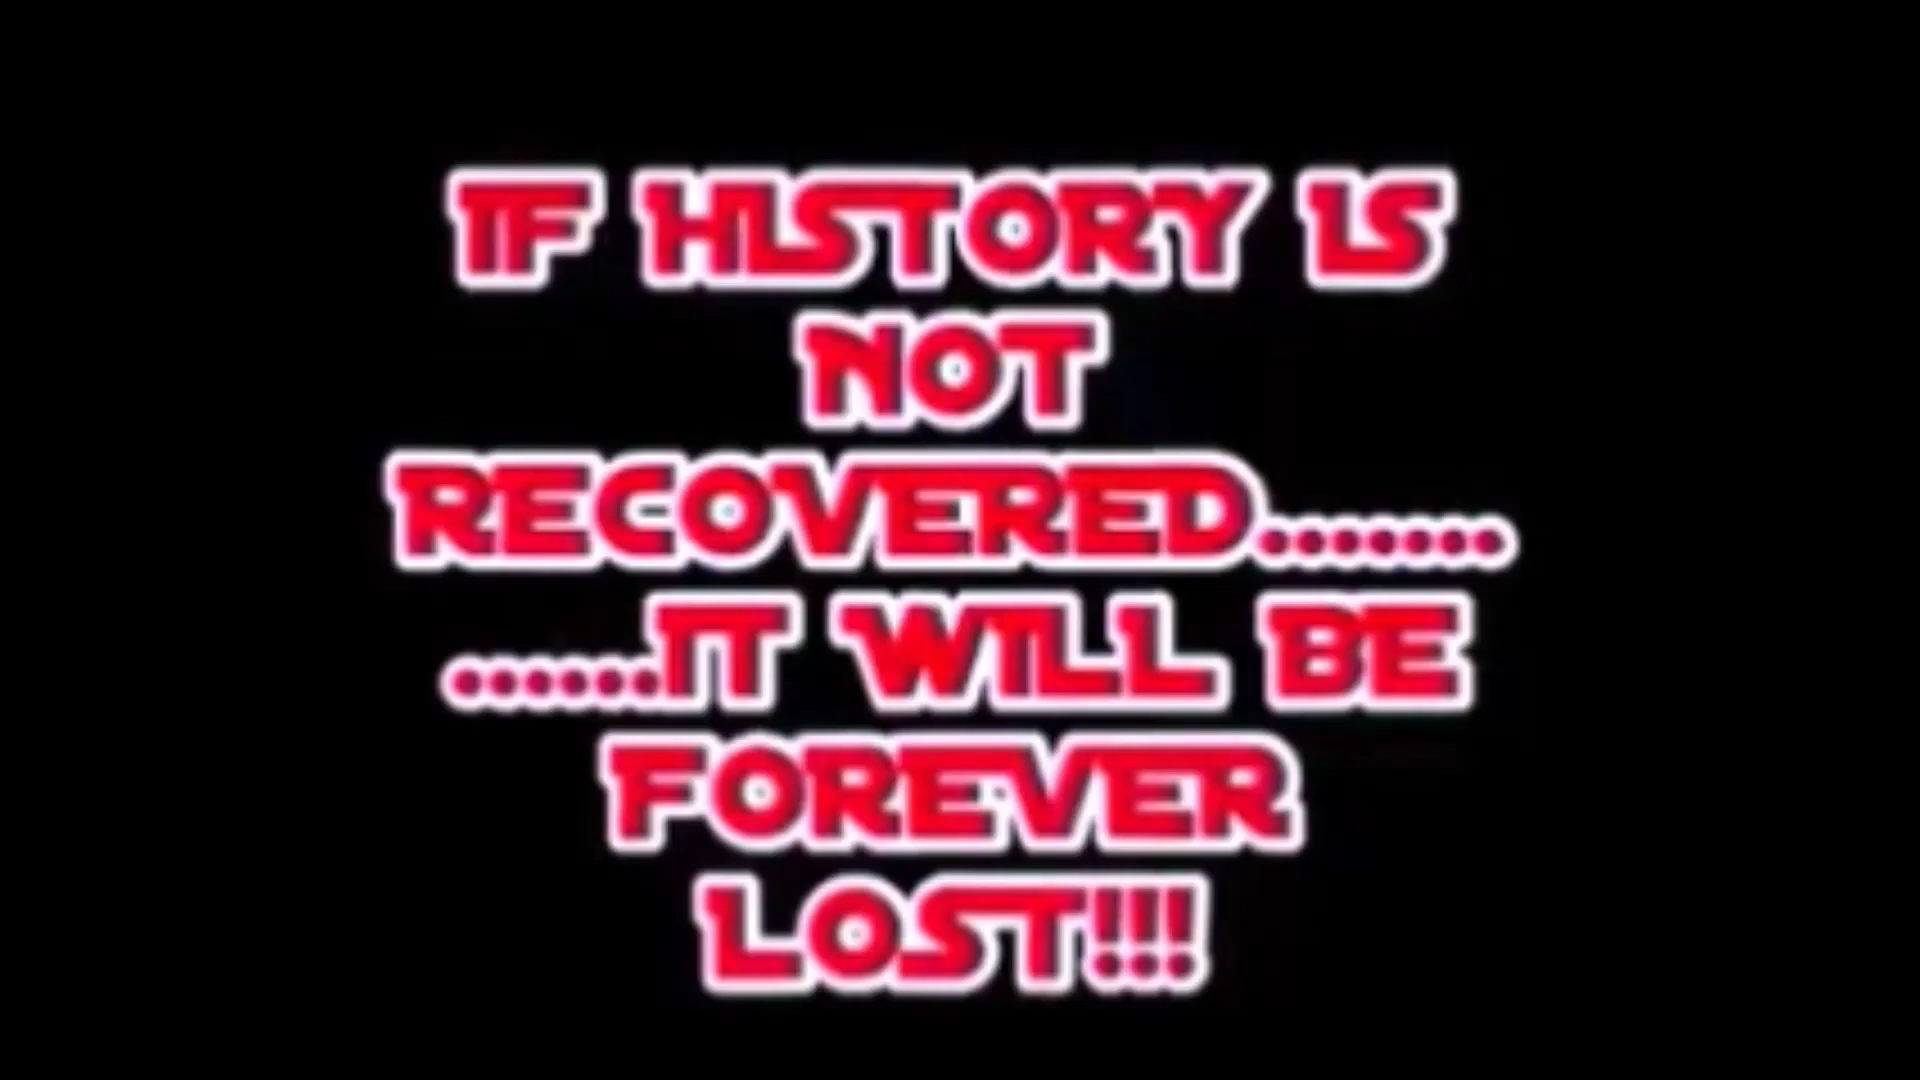 IF HISTORY IS
NOT
RECOVERED.......
......IT WILL BE
FOREVER
LOST!!!